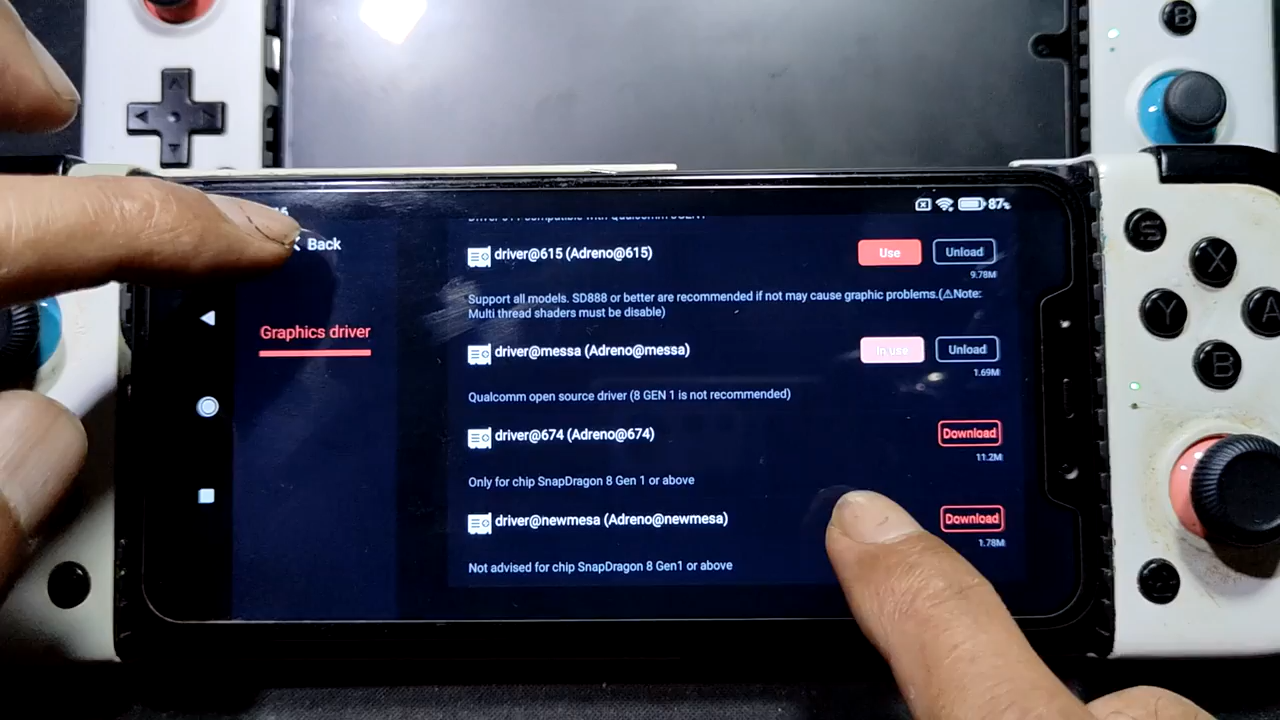 87%
Back
Graphics driver
driver@615 (Adreno@615)
Use
Unload
9.78M
Support all models. SD888 or better are recommended if not may cause graphic problems.(⚠Note:
Multi thread shaders must be disable)
driver@messa (Adreno@messa)
In use
Unload
1.69M
Qualcomm open source driver (8 GEN 1 is not recommended)
driver@674 (Adreno@674)
Download
11.2M
Only for chip SnapDragon 8 Gen 1 or above
driver@newmesa (Adreno@newmesa)
Download
1.78M
Not advised for chip SnapDragon 8 Gen1 or above
B
S
X
Y
A
B